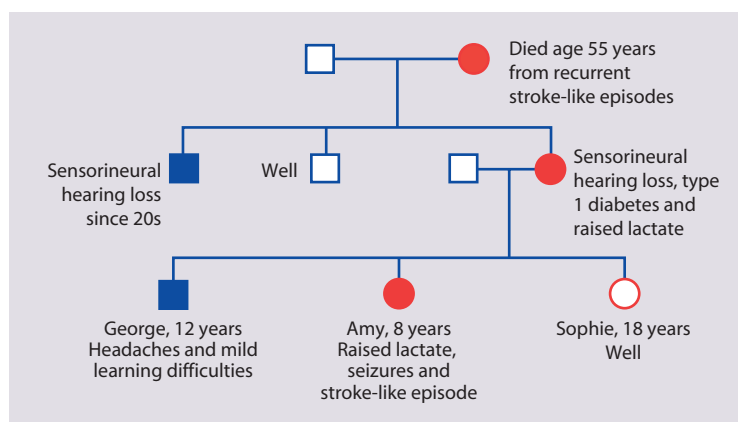 Died age 55 years
from recurrent
stroke-like episodes
Sensorineural
hearing loss
since 20s
Well
Sensorineural
hearing loss, type
1 diabetes and
raised lactate
George, 12 years
Headaches and mild
learning difficulties
Amy, 8 years
Raised lactate,
seizures and
stroke-like episode
Sophie, 18 years
Well